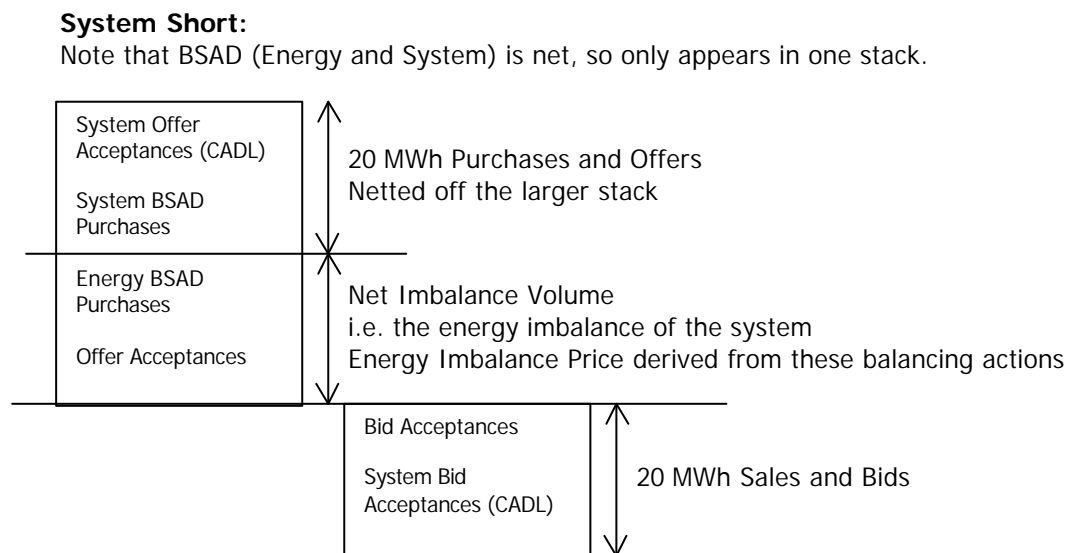 System Short:
Note that BSAD (Energy and System) is net, so only appears in one stack.
System Offer
Acceptances (CADL)
System BSAD
Purchases
20 MWh Purchases and Offers
Netted off the larger stack
Energy BSAD
Purchases
Offer Acceptances
Net Imbalance Volume
i.e. the energy imbalance of the system
Energy Imbalance Price derived from these balancing actions
Bid Acceptances
System Bid
Acceptances (CADL)
20 MWh Sales and Bids